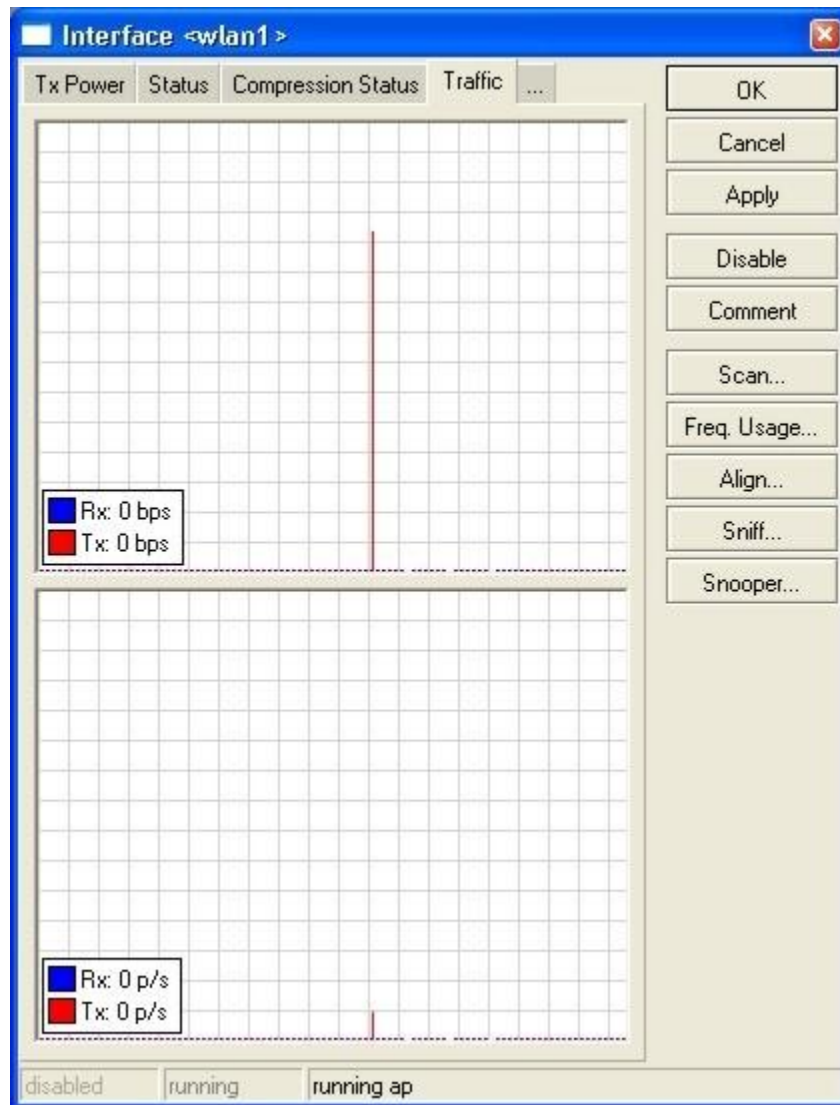 Interface <wlan1>
Tx Power Status Compression Status Traffic ...
OK
Cancel
Apply
Disable
Comment
Scan...
Freq. Usage...
Align...
Sniff...
Snooper...
Rx: 0 bps
Tx: 0 bps
Rx: 0 p/s
Tx: 0 p/s
disabled running running ap